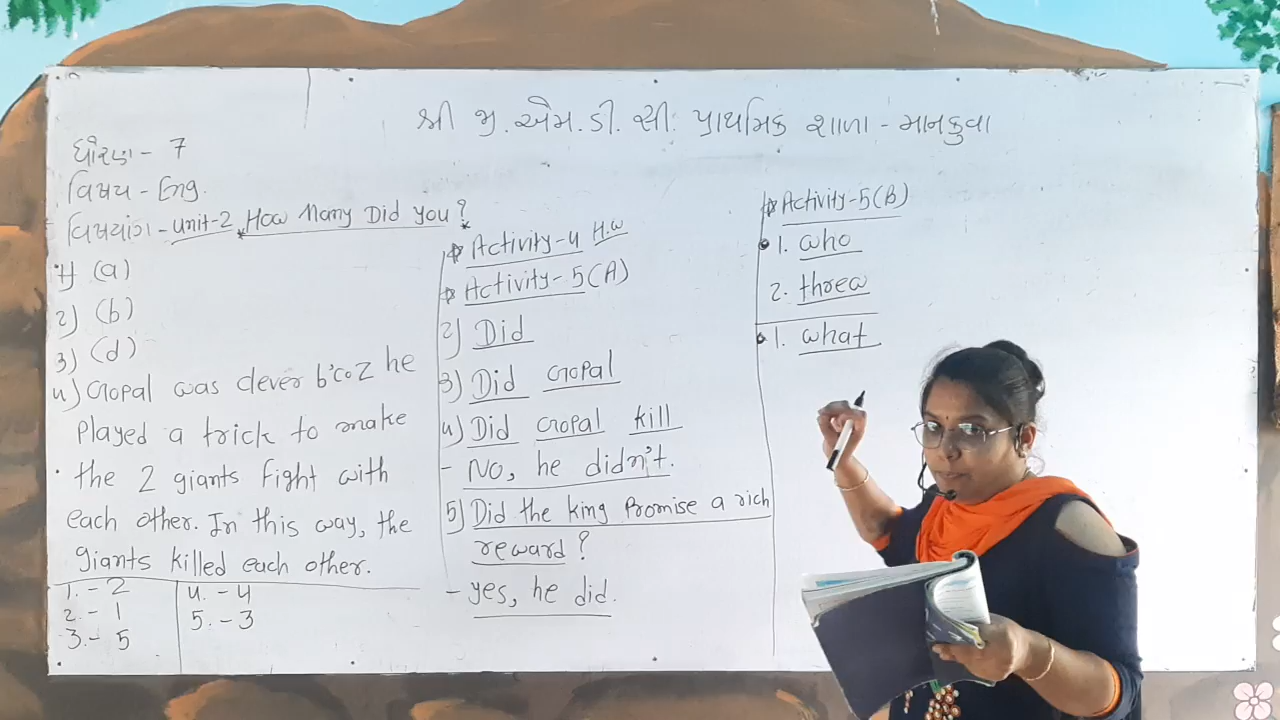 શ્રી જી. એમ. ડી. સી. પ્રાથમિક શાળા - માનકુવા
ધોરણ - 7
વિષય - Eng.
વિષયાંગ - unit-2 * How Many Did you? *
1) (a)
2) (b)
3) (d)
4) Gopal was clever b'coz he
Played a trick to make
the 2 giants fight with
each other. In this way, the
giants killed each other.
1. - 2
2. - 1
3. - 5
4. - 4
5. - 3
* Activity-4 H.W
* Activity-5(A)
2) Did
3) Did Gopal
4) Did Gopal kill
- No, he didn't.
5) Did the king Promise a rich
reward?
- yes, he did.
* Activity-5(B)
1. who
2. threw
1. what